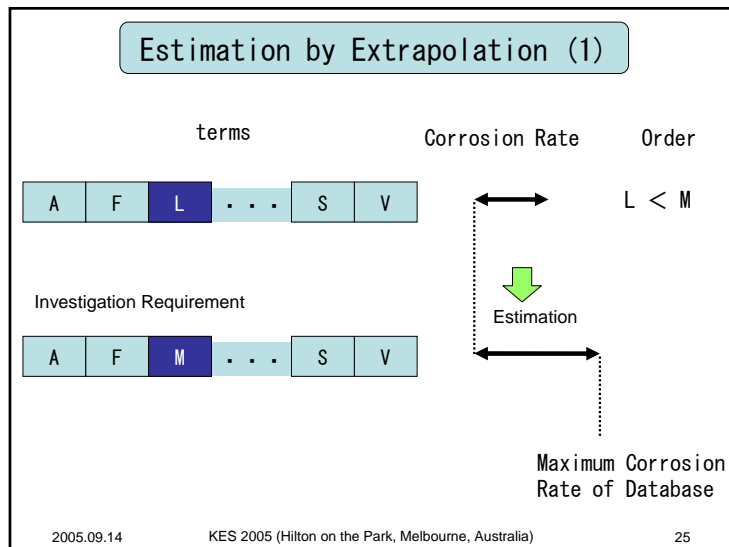 Estimation by Extrapolation (1)
terms
Corrosion Rate
Order
A F L ・・・ S V
L < M
Investigation Requirement
Estimation
A F M ・・・ S V
Maximum Corrosion
Rate of Database
2005.09.14
KES 2005 (Hilton on the Park, Melbourne, Australia)
25